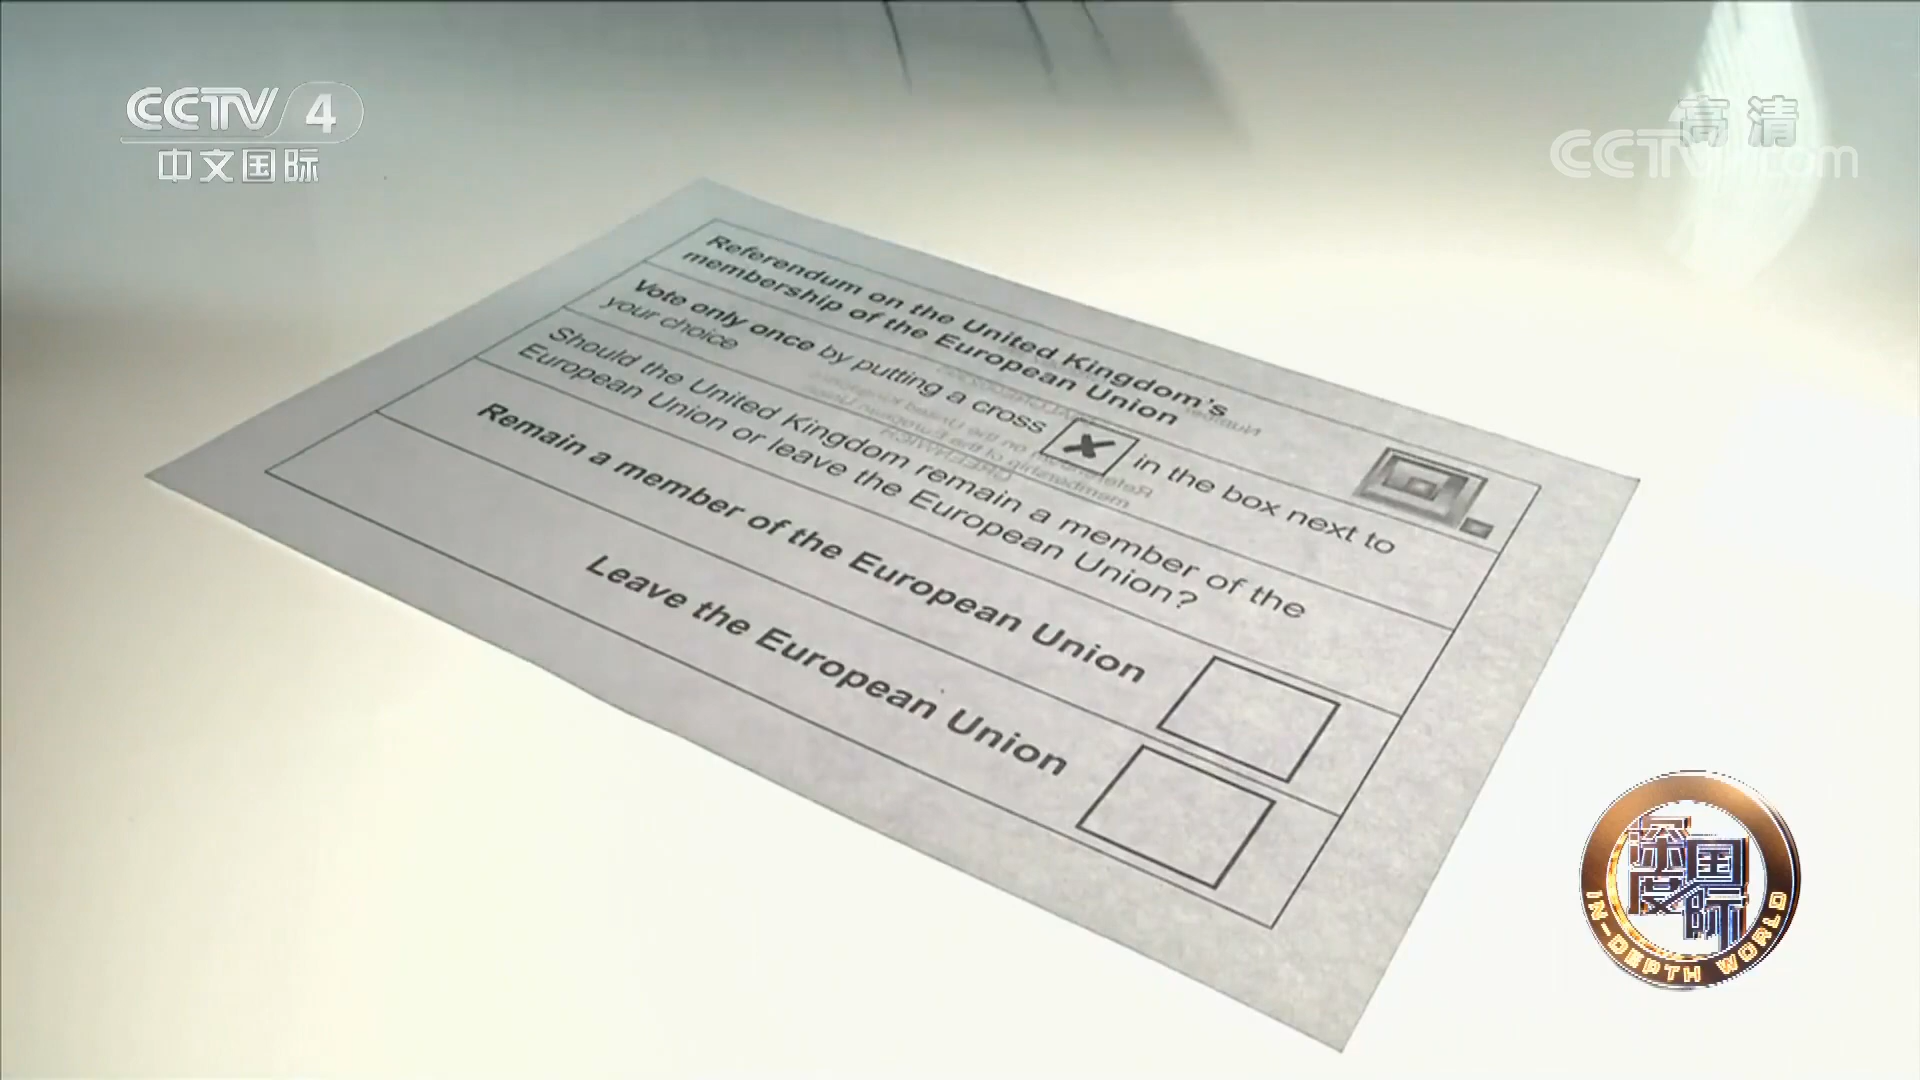 CCTV 4
中文国际
高清
CCTV.com
Referendum on the United Kingdom's
membership of the European Union
Vote only once by putting a cross X in the box next to
your choice
Should the United Kingdom remain a member of the
European Union or leave the European Union?
Remain a member of the European Union
Leave the European Union
深度国际
IN-DEPTH WORLD